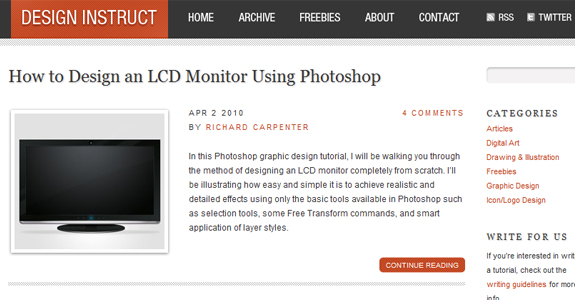 DESIGN INSTRUCT
HOME ARCHIVE FREEBIES ABOUT CONTACT RSS TWITTER
How to Design an LCD Monitor Using Photoshop
APR 2 2010 4 COMMENTS
BY RICHARD CARPENTER
In this Photoshop graphic design tutorial, I will be walking you through
the method of designing an LCD monitor completely from scratch. I'll
be illustrating how easy and simple it is to achieve realistic and
detailed effects using only the basic tools available in Photoshop such
as selection tools, some Free Transform commands, and smart
application of layer styles.
CONTINUE READING
CATEGORIES
Articles
Digital Art
Drawing & Illustration
Freebies
Graphic Design
Icon/Logo Design
WRITE FOR US
If you're interested in writ
a tutorial, check out the
writing guidelines for more
info.